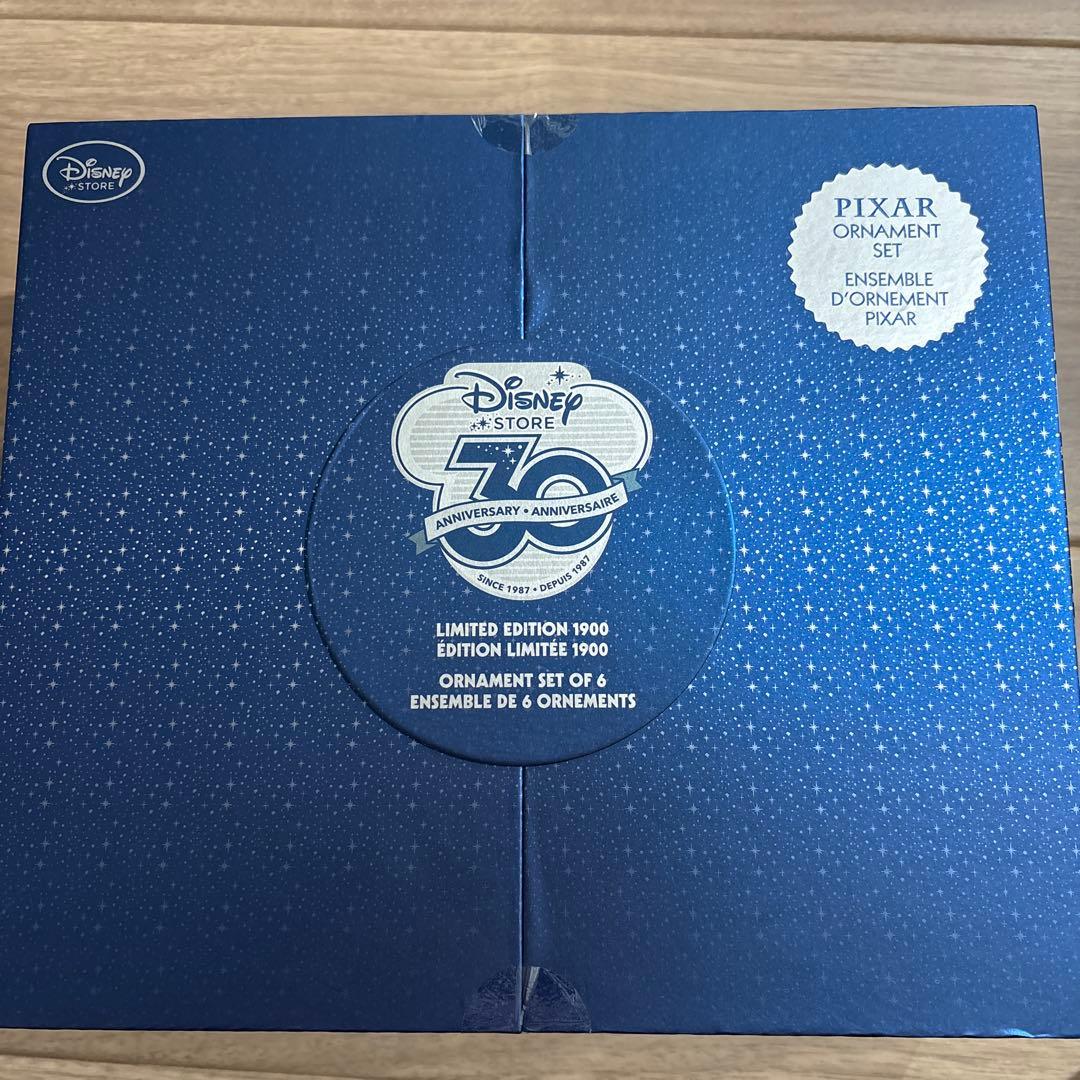 Disney
STORE
PIXAR
ORNAMENT
SET
ENSEMBLE
D'ORNEMENT
PIXAR
Disney
STORE
30
ANNIVERSARY • ANNIVERSAIRE
SINCE 1987 • DEPUIS 1987
LIMITED EDITION 1900
ÉDITION LIMITÉE 1900
ORNAMENT SET OF 6
ENSEMBLE DE 6 ORNEMENTS